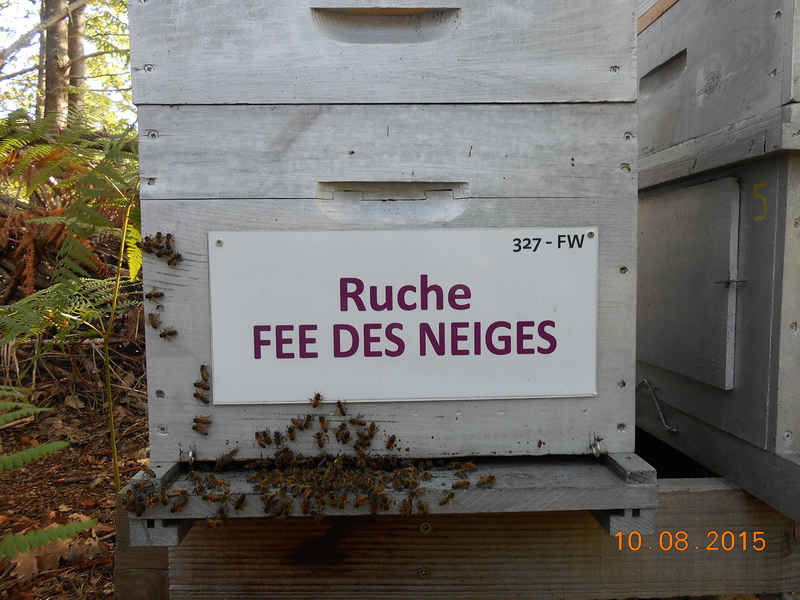 327 - FW
Ruche
FEE DES NEIGES
5
10.08.2015